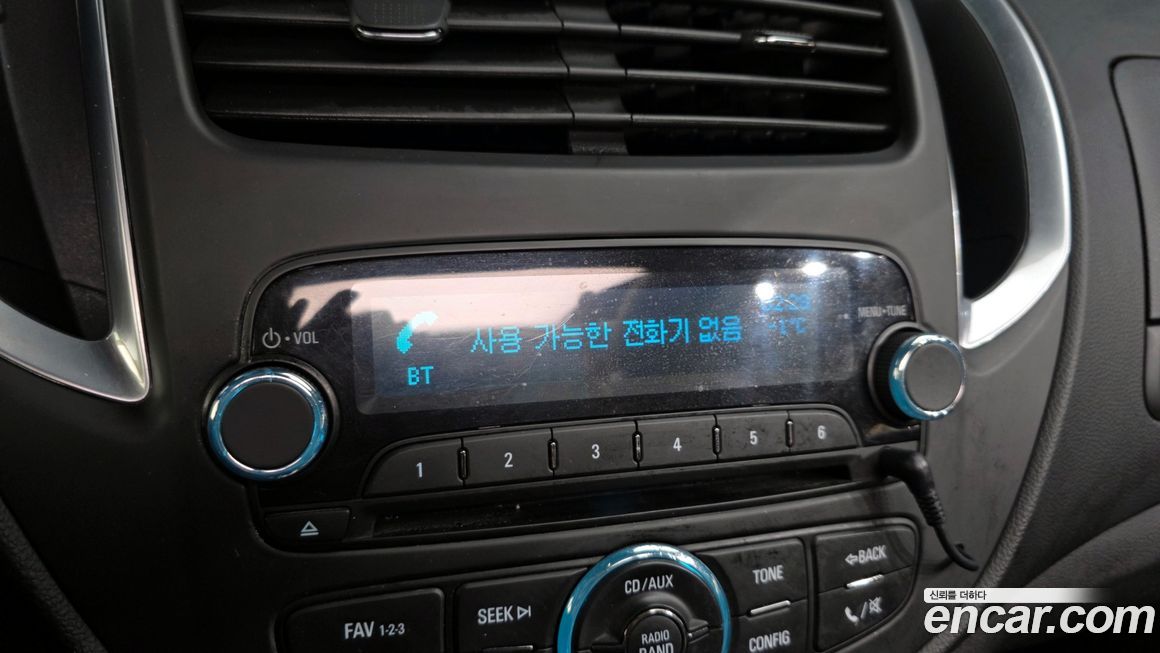 ⏻•VOL
MENU•TUNE
사용 가능한 전화기 없음
BT
1 2 3 4 5 6
CD/AUX
TONE
BACK
SEEK
FAV 1-2-3
RADIO
BAND
CONFIG
신뢰를 더하다
encar.com